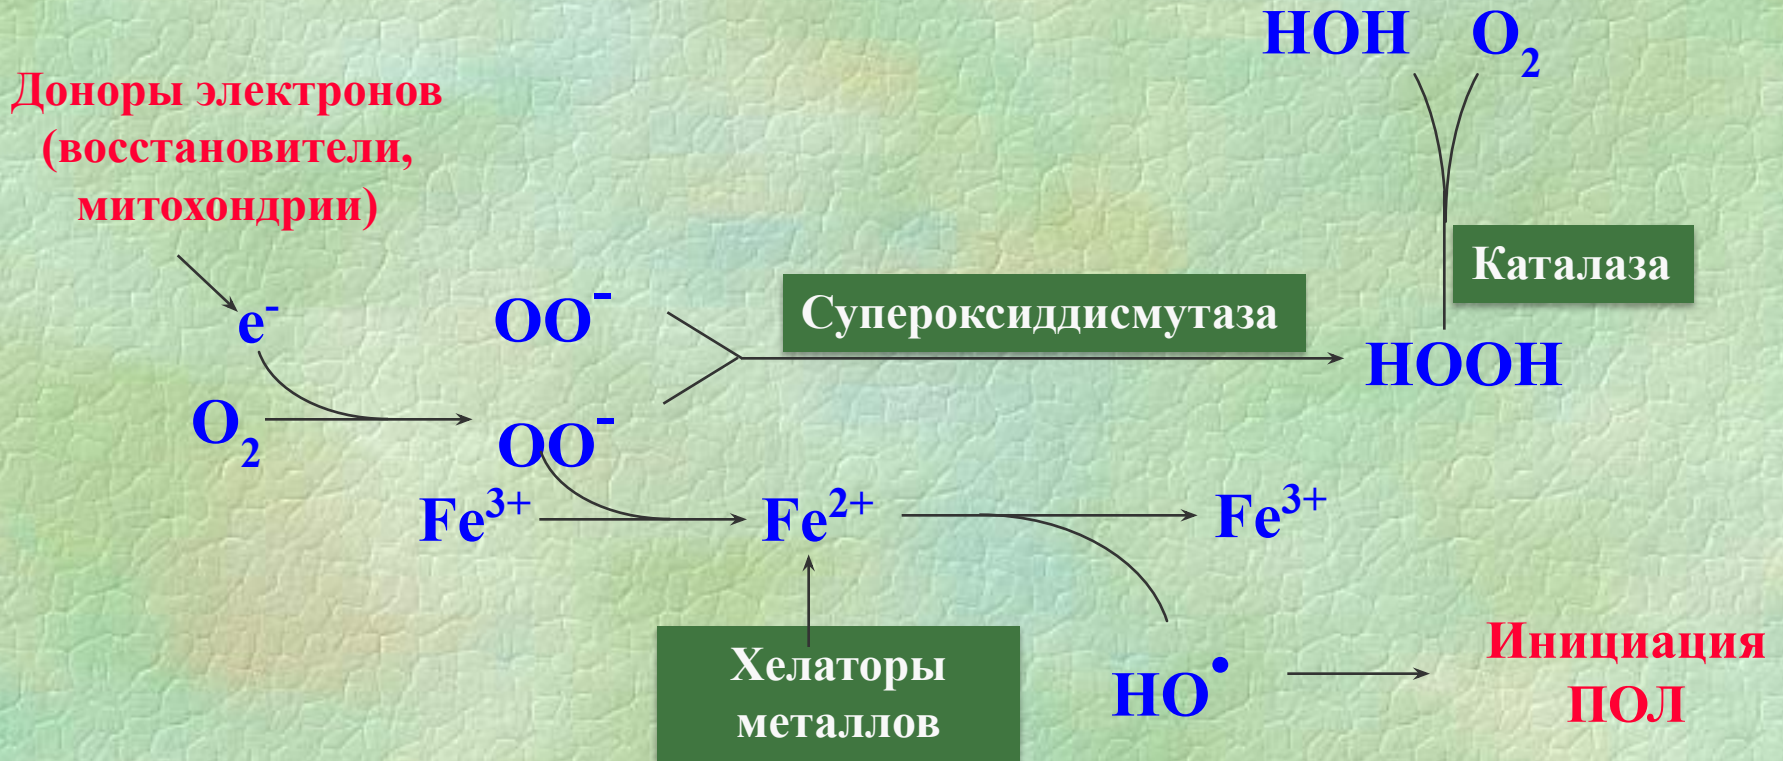 HOH O₂
Доноры электронов
(восстановители,
митохондрии)
Каталаза
Супероксиддисмутаза
e⁻
OO⁻
HOOH
O₂
OO⁻
Fe³⁺
Fe²⁺
Fe³⁺
Хелаторы
металлов
HO•
Инициация
ПОЛ